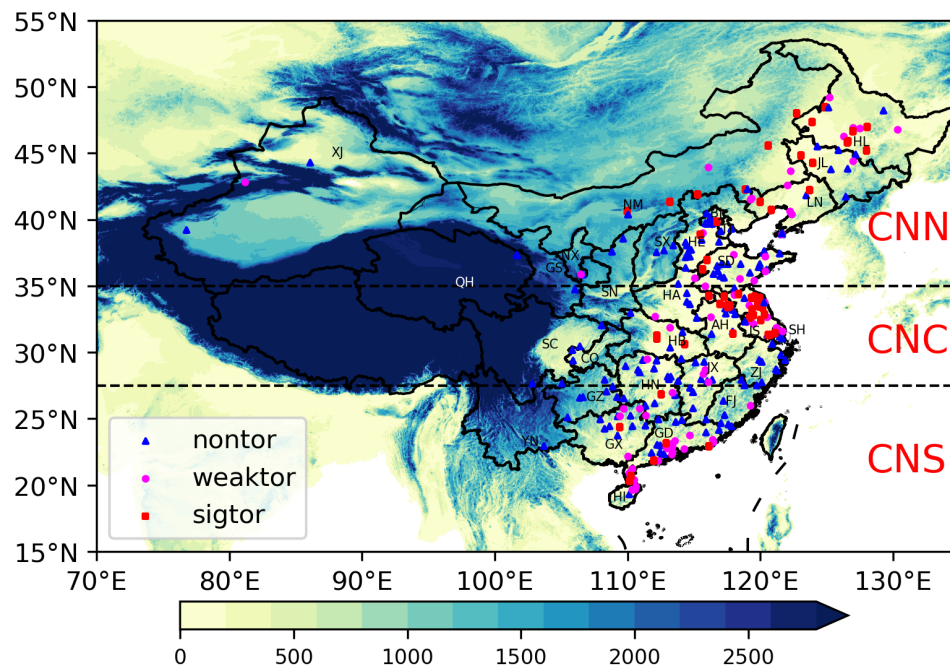 55°N
50°N
45°N
40°N
35°N
30°N
25°N
20°N
15°N
XJ
HL
JL
NM
LN
CNN
SX
HE
NX
GS
SD
QH
SN
HA
AH
JS
SH
CNC
SC
HB
CQ
HN
JX
ZJ
GZ
FJ
YN
GX
GD
CNS
HI
nontor
weaktor
sigtor
70°E
80°E
90°E
100°E
110°E
120°E
130°E
0
500
1000
1500
2000
2500